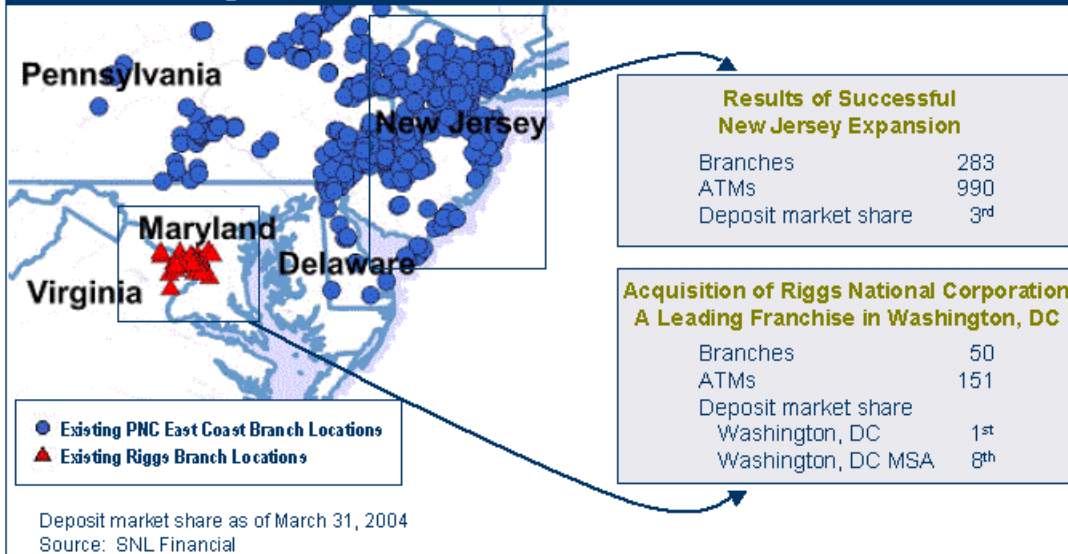 Pennsylvania
New Jersey
Maryland
Delaware
Virginia
Existing PNC East Coast Branch Locations
Existing Riggs Branch Locations
Deposit market share as of March 31, 2004
Source: SNL Financial
Results of Successful
New Jersey Expansion
Branches 283
ATMs 990
Deposit market share 3rd
Acquisition of Riggs National Corporation
A Leading Franchise in Washington, DC
Branches 50
ATMs 151
Deposit market share
Washington, DC 1st
Washington, DC MSA 8th